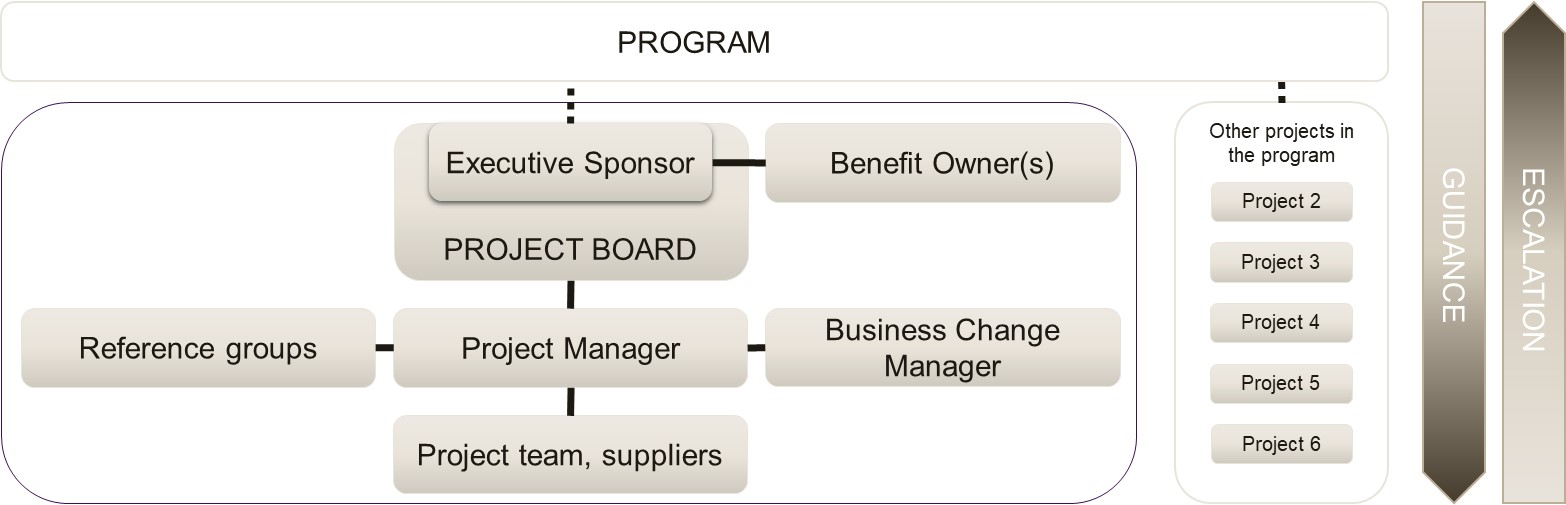 PROGRAM
Executive Sponsor
Benefit Owner(s)
PROJECT BOARD
Reference groups
Project Manager
Business Change
Manager
Project team, suppliers
Other projects in
the program
Project 2
Project 3
Project 4
Project 5
Project 6
GUIDANCE
ESCALATION